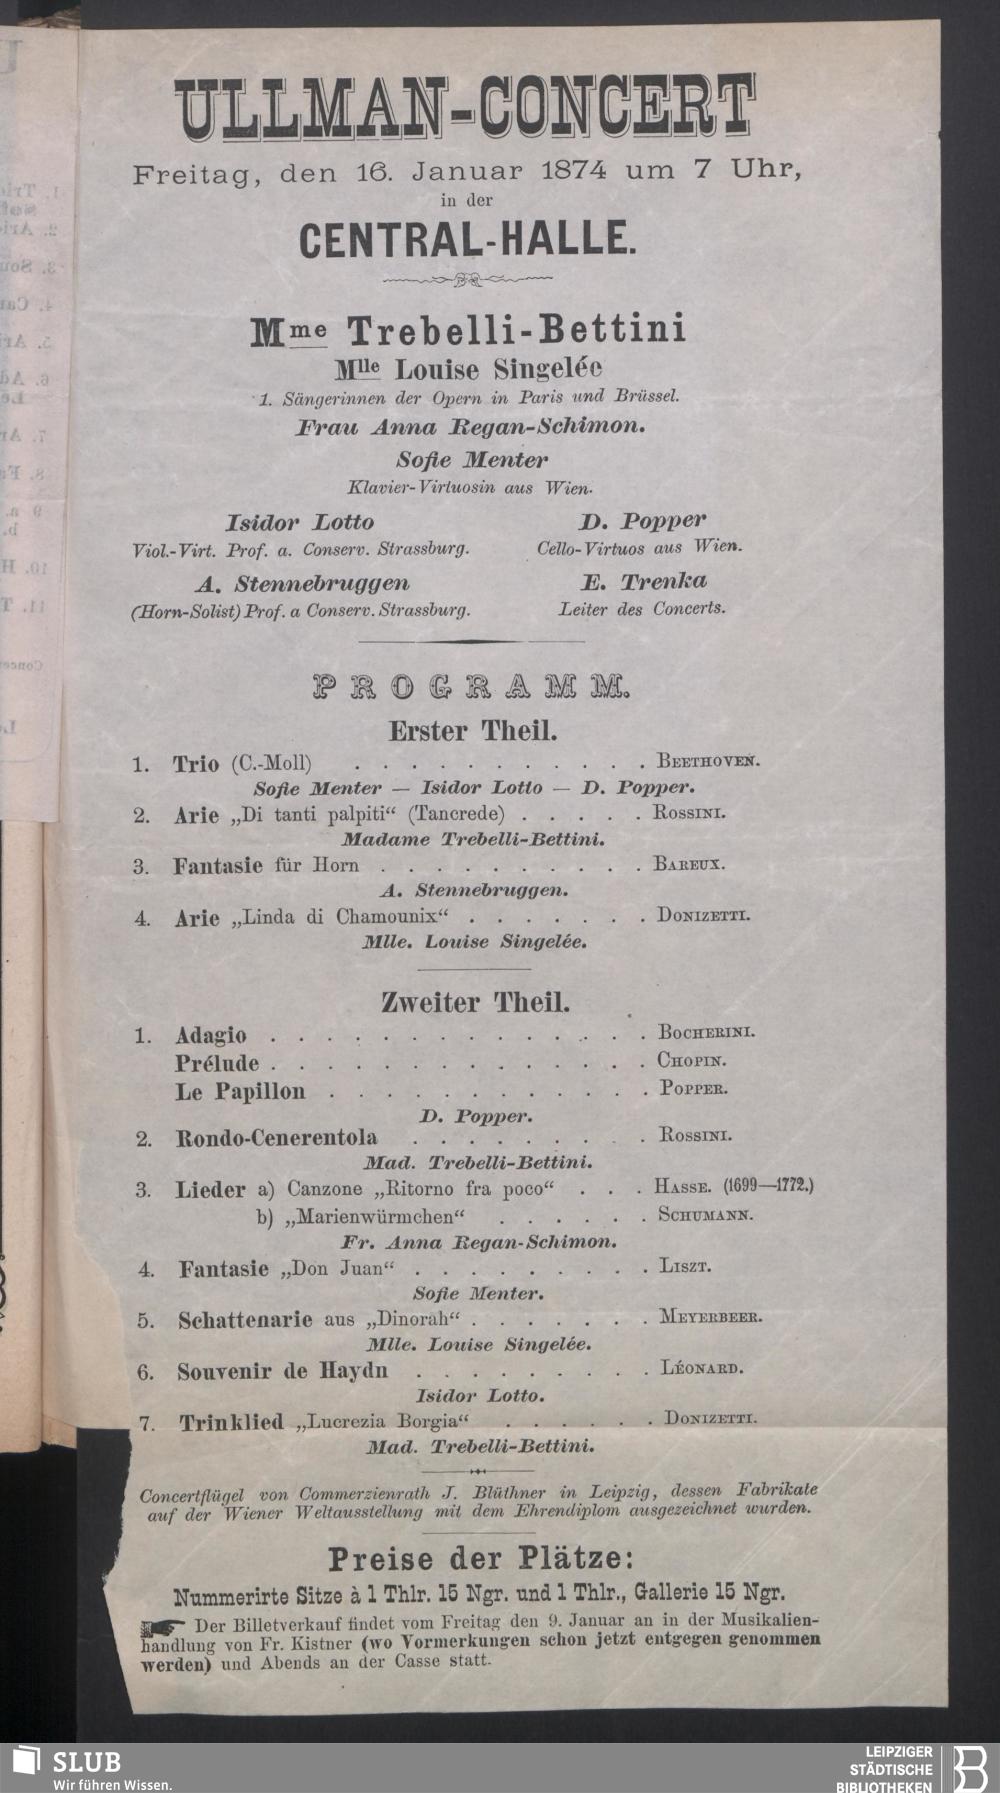 ULLMAN-CONCERT
Freitag, den 16. Januar 1874 um 7 Uhr,
in der
CENTRAL-HALLE.
Mme Trebelli-Bettini
Mlle Louise Singelée
1. Sängerinnen der Opern in Paris und Brüssel.
Frau Anna Regan-Schimon.
Sofie Menter
Klavier-Virtuosin aus Wien.
Isidor Lotto D. Popper
Viol.-Virt. Prof. a. Conserv. Strassburg. Cello-Virtuos aus Wien.
A. Stennebruggen E. Trenka
(Horn-Solist) Prof. a Conserv. Strassburg. Leiter des Concerts.
PROGRAMM.
Erster Theil.
1. Trio (C.-Moll) . . . . . . . . . . . BEETHOVEN.
Sofie Menter — Isidor Lotto — D. Popper.
2. Arie „Di tanti palpiti“ (Tancrede) . . . . . ROSSINI.
Madame Trebelli-Bettini.
3. Fantasie für Horn . . . . . . . . . . BAREUX.
A. Stennebruggen.
4. Arie „Linda di Chamounix“ . . . . . . . DONIZETTI.
Mlle. Louise Singelée.
Zweiter Theil.
1. Adagio . . . . . . . . . . . . . . BOCHERINI.
Prélude . . . . . . . . . . . . . . CHOPIN.
Le Papillon . . . . . . . . . . . . POPPER.
D. Popper.
2. Rondo-Cenerentola . . . . . . . . . ROSSINI.
Mad. Trebelli-Bettini.
3. Lieder a) Canzone „Ritorno fra poco“ . . . HASSE. (1699—1772.)
b) „Marienwürmchen“ . . . . . . SCHUMANN.
Fr. Anna Regan-Schimon.
4. Fantasie „Don Juan“ . . . . . . . . . LISZT.
Sofie Menter.
5. Schattenarie aus „Dinorah“ . . . . . . . MEYERBEER.
Mlle. Louise Singelée.
6. Souvenir de Haydn . . . . . . . . . LÉONARD.
Isidor Lotto.
7. Trinklied „Lucrezia Borgia“ . . . . . . DONIZETTI.
Mad. Trebelli-Bettini.
Concertflügel von Commerzienrath J. Blüthner in Leipzig, dessen Fabrikate
auf der Wiener Weltausstellung mit dem Ehrendiplom ausgezeichnet wurden.
Preise der Plätze:
Nummerirte Sitze à 1 Thlr. 15 Ngr. und 1 Thlr., Gallerie 15 Ngr.
Der Billetverkauf findet vom Freitag den 9. Januar an in der Musikalien-
handlung von Fr. Kistner (wo Vormerkungen schon jetzt entgegen genommen
werden) und Abends an der Casse statt.
SLUB
Wir führen Wissen.
LEIPZIGER
STÄDTISCHE
BIBLIOTHEKEN